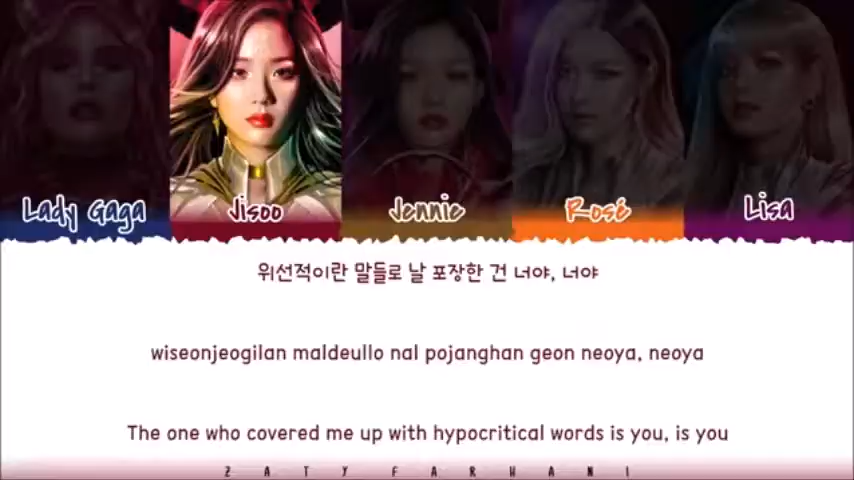 Lady Gaga Jisoo Jennie Rosé Lisa
위선적이란 말들로 날 포장한 건 너야, 너야
wiseonjeogilan maldeullo nal pojanghan geon neoya, neoya
The one who covered me up with hypocritical words is you, is you
ZATY FARHANI